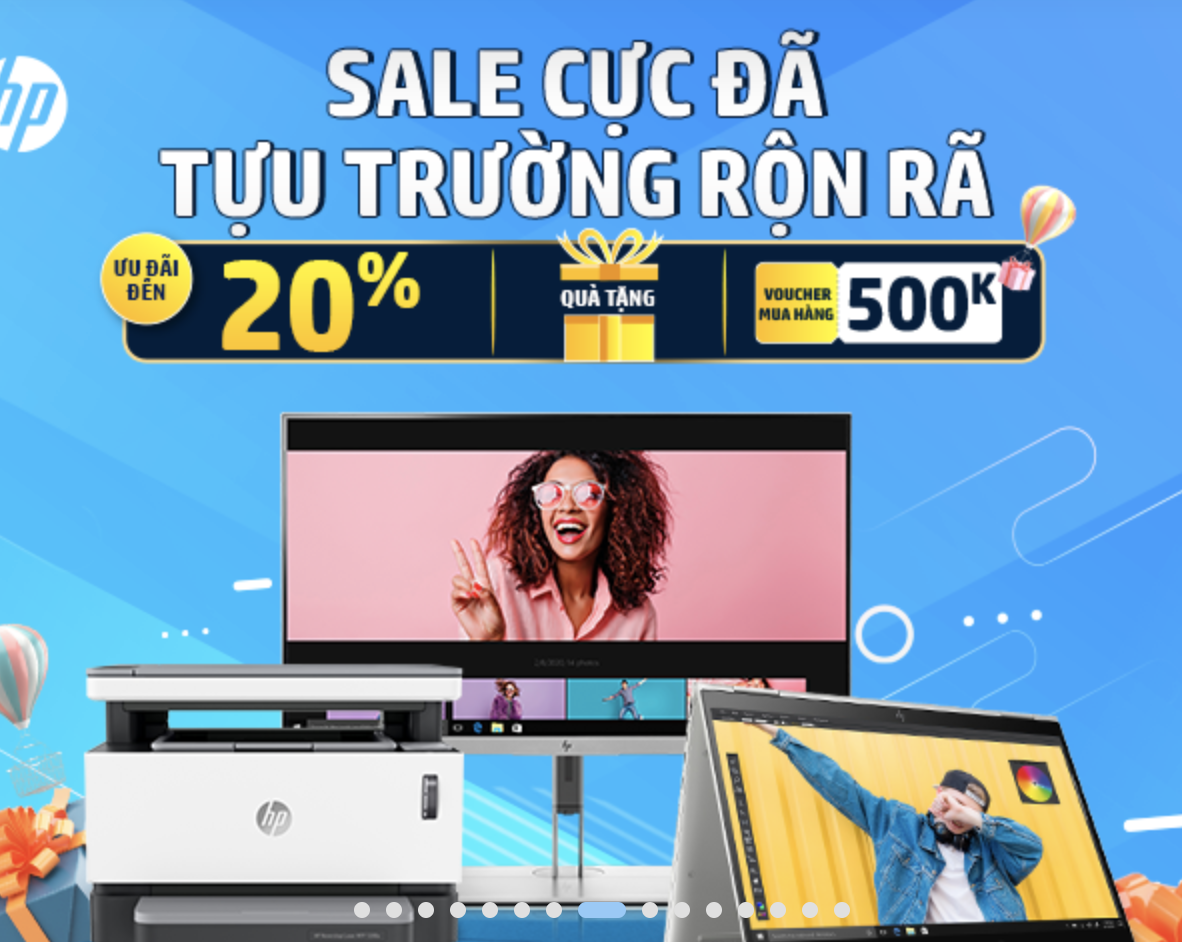 hp
SALE CỰC ĐÃ
TỰU TRƯỜNG RỘN RÃ
ƯU ĐÃI
ĐẾN
20%
QUÀ TẶNG
VOUCHER
MUA HÀNG
500K
hp
hp